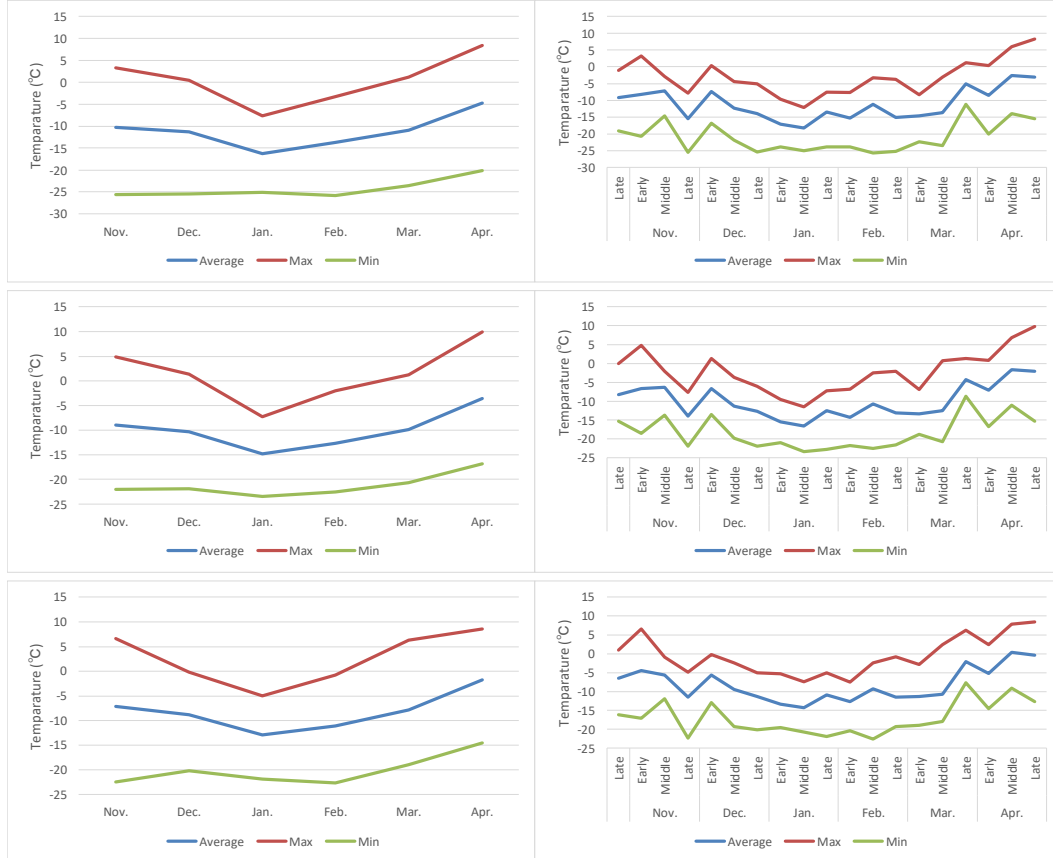 15
10
5
0
-5
-10
-15
-20
-25
-30
Temparature (℃)
Nov. Dec. Jan. Feb. Mar. Apr.
Average Max Min
15
10
5
0
-5
-10
-15
-20
-25
-30
Temparature (℃)
Late Early Middle Late Early Middle Late Early Middle Late Early Middle Late Early Middle Late Early Middle Late
Nov. Dec. Jan. Feb. Mar. Apr.
Average Max Min
15
10
5
0
-5
-10
-15
-20
-25
Temparature (℃)
Nov. Dec. Jan. Feb. Mar. Apr.
Average Max Min
15
10
5
0
-5
-10
-15
-20
-25
Temparature (℃)
Late Early Middle Late Early Middle Late Early Middle Late Early Middle Late Early Middle Late Early Middle Late
Nov. Dec. Jan. Feb. Mar. Apr.
Average Max Min
15
10
5
0
-5
-10
-15
-20
-25
Temparature (℃)
Nov. Dec. Jan. Feb. Mar. Apr.
Average Max Min
15
10
5
0
-5
-10
-15
-20
-25
Temparature (℃)
Late Early Middle Late Early Middle Late Early Middle Late Early Middle Late Early Middle Late Early Middle Late
Nov. Dec. Jan. Feb. Mar. Apr.
Average Max Min